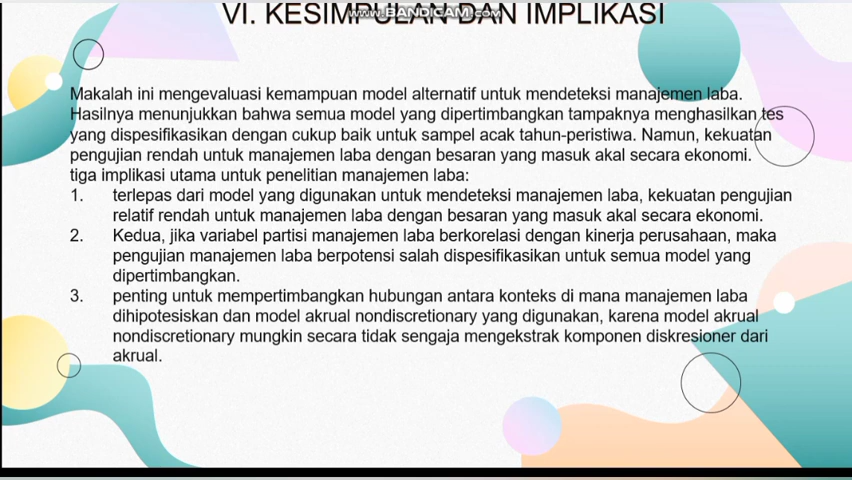 VI. KESIMPULAN DAN IMPLIKASI
www.BANDICAM.com
Makalah ini mengevaluasi kemampuan model alternatif untuk mendeteksi manajemen laba.
Hasilnya menunjukkan bahwa semua model yang dipertimbangkan tampaknya menghasilkan tes
yang dispesifikasikan dengan cukup baik untuk sampel acak tahun-peristiwa. Namun, kekuatan
pengujian rendah untuk manajemen laba dengan besaran yang masuk akal secara ekonomi.
tiga implikasi utama untuk penelitian manajemen laba:
1. terlepas dari model yang digunakan untuk mendeteksi manajemen laba, kekuatan pengujian
relatif rendah untuk manajemen laba dengan besaran yang masuk akal secara ekonomi.
2. Kedua, jika variabel partisi manajemen laba berkorelasi dengan kinerja perusahaan, maka
pengujian manajemen laba berpotensi salah dispesifikasikan untuk semua model yang
dipertimbangkan.
3. penting untuk mempertimbangkan hubungan antara konteks di mana manajemen laba
dihipotesiskan dan model akrual nondiscretionary yang digunakan, karena model akrual
nondiscretionary mungkin secara tidak sengaja mengekstrak komponen diskresioner dari
akrual.